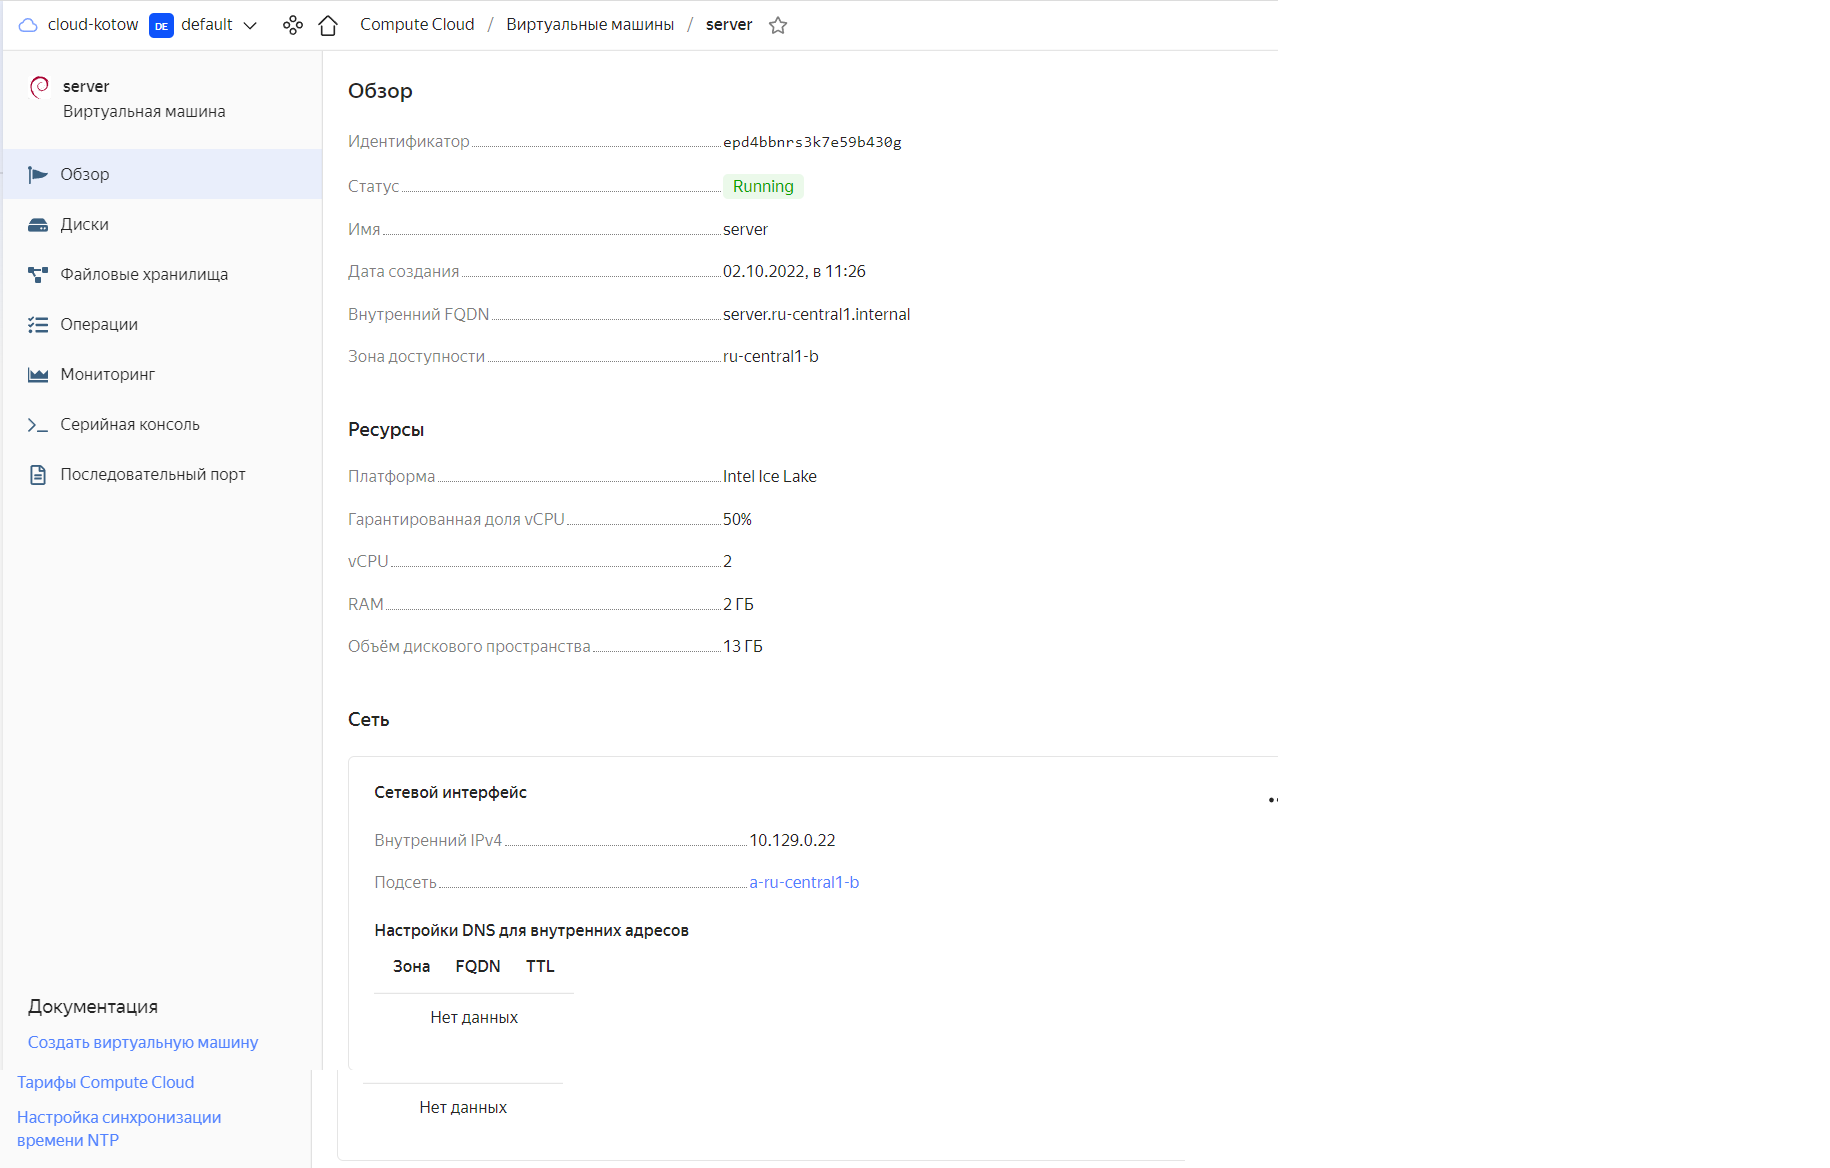 cloud-kotow DE default Compute Cloud / Виртуальные машины / server
server
Виртуальная машина
Обзор
Диски
Файловые хранилища
Операции
Мониторинг
Серийная консоль
Последовательный порт
Документация
Создать виртуальную машину
Тарифы Compute Cloud
Настройка синхронизации
времени NTP
Обзор
Идентификатор epd4bbnrs3k7e59b430g
Статус Running
Имя server
Дата создания 02.10.2022, в 11:26
Внутренний FQDN server.ru-central1.internal
Зона доступности ru-central1-b
Ресурсы
Платформа Intel Ice Lake
Гарантированная доля vCPU 50%
vCPU 2
RAM 2 ГБ
Объём дискового пространства 13 ГБ
Сеть
Сетевой интерфейс
Внутренний IPv4 10.129.0.22
Подсеть a-ru-central1-b
Настройки DNS для внутренних адресов
Зона FQDN TTL
Нет данных
Нет данных